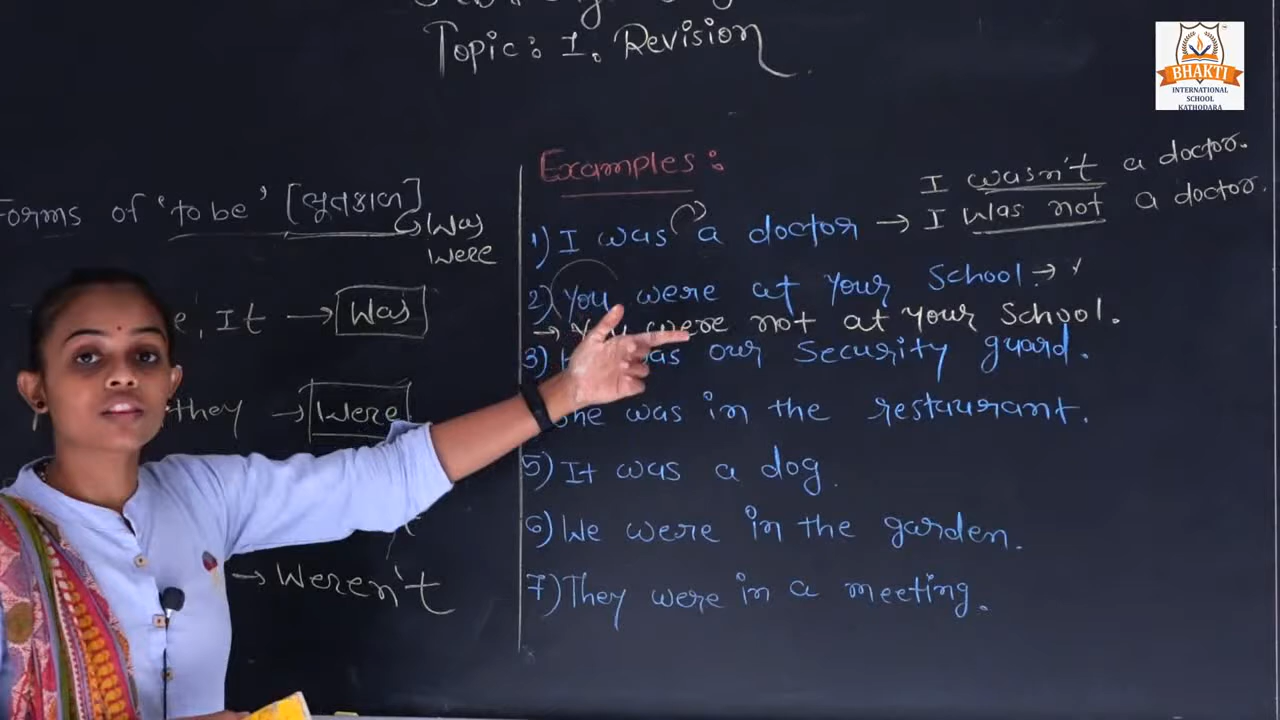 Topic: I. Revision
BHAKTI
INTERNATIONAL
SCHOOL
KATHODARA
Forms of 'to be' [ભૂતકાળ]
Was
were
It → Was
they → Were
→ Weren't
Examples:
I wasn't a doctor.
1) I was a doctor → I was not a doctor.
2) You were at your School → ✓
→ were not at your School.
3) was our Security guard.
She was in the restaurant.
5) It was a dog.
6) We were in the garden.
7) They were in a meeting.